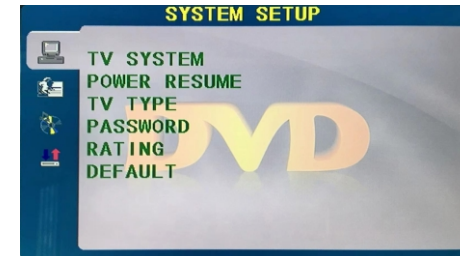 SYSTEM SETUP
TV SYSTEM
POWER RESUME
TV TYPE
PASSWORD
RATING
DEFAULT
DVD